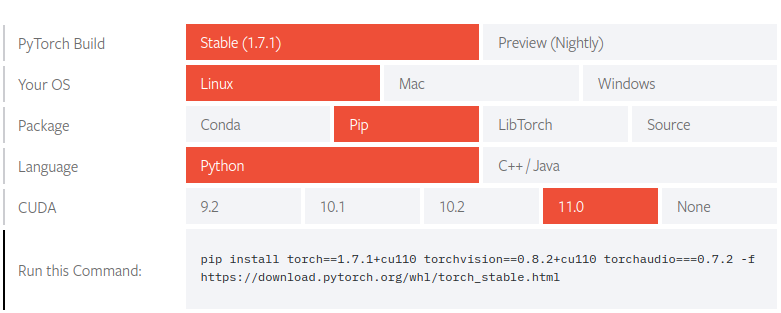 PyTorch Build Stable (1.7.1) Preview (Nightly)
Your OS Linux Mac Windows
Package Conda Pip LibTorch Source
Language Python C++ / Java
CUDA 9.2 10.1 10.2 11.0 None
Run this Command:
pip install torch==1.7.1+cu110 torchvision==0.8.2+cu110 torchaudio===0.7.2 -f
https://download.pytorch.org/whl/torch_stable.html